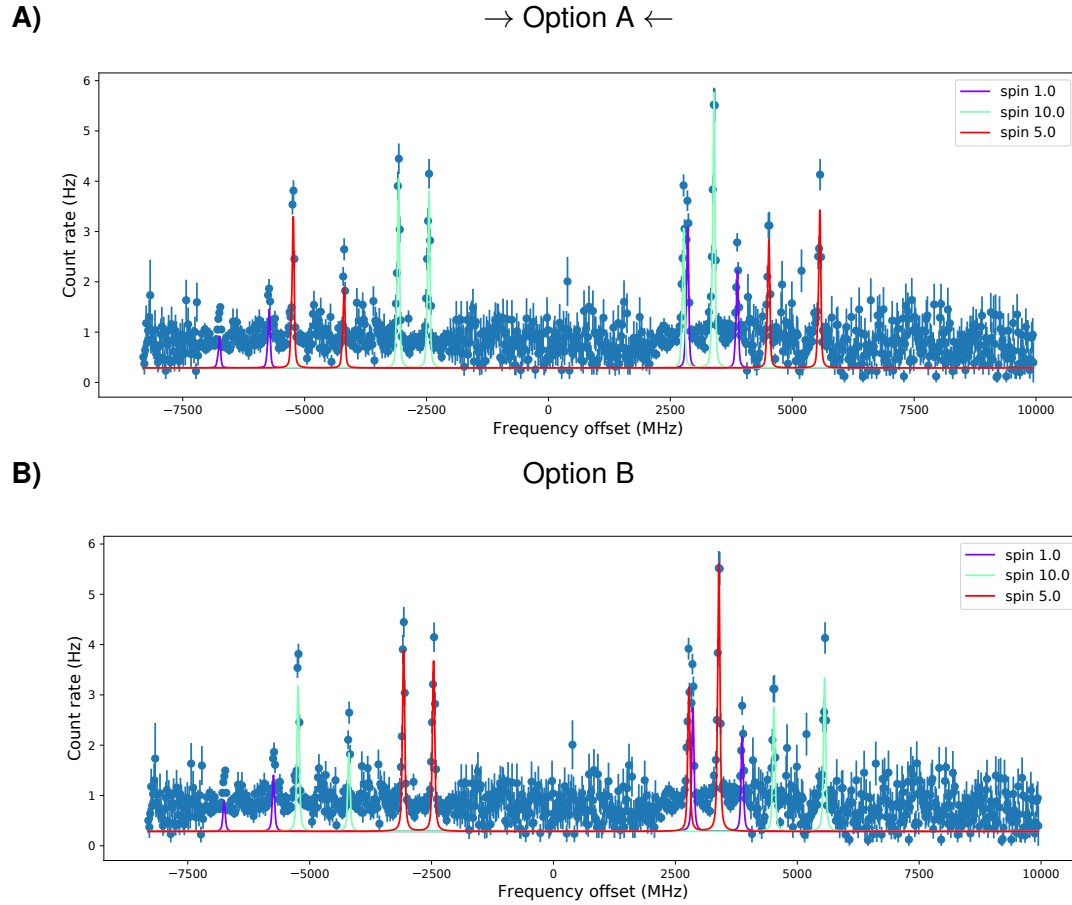 A)
→ Option A ←
6
5
4
3
2
1
0
Count rate (Hz)
spin 1.0
spin 10.0
spin 5.0
−7500 −5000 −2500 0 2500 5000 7500 10000
Frequency offset (MHz)
B)
Option B
6
5
4
3
2
1
0
Count rate (Hz)
spin 1.0
spin 10.0
spin 5.0
−7500 −5000 −2500 0 2500 5000 7500 10000
Frequency offset (MHz)